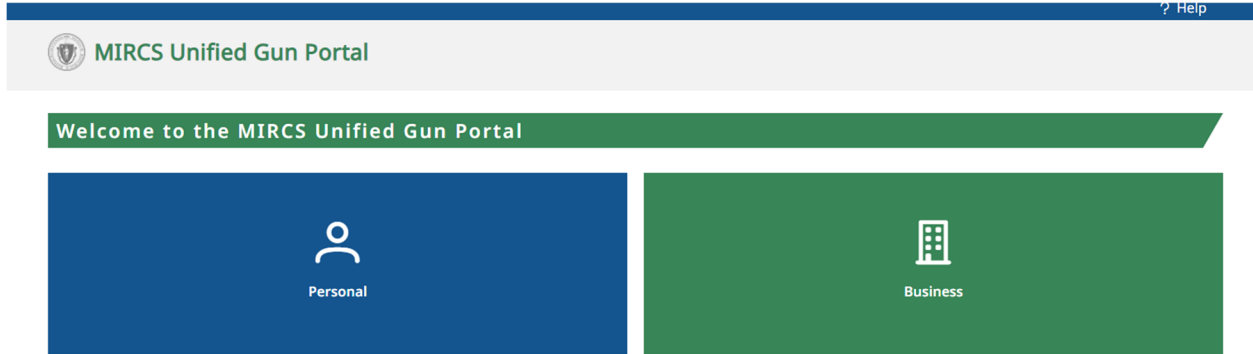 ? Help
MIRCS Unified Gun Portal
Welcome to the MIRCS Unified Gun Portal
Personal
Business